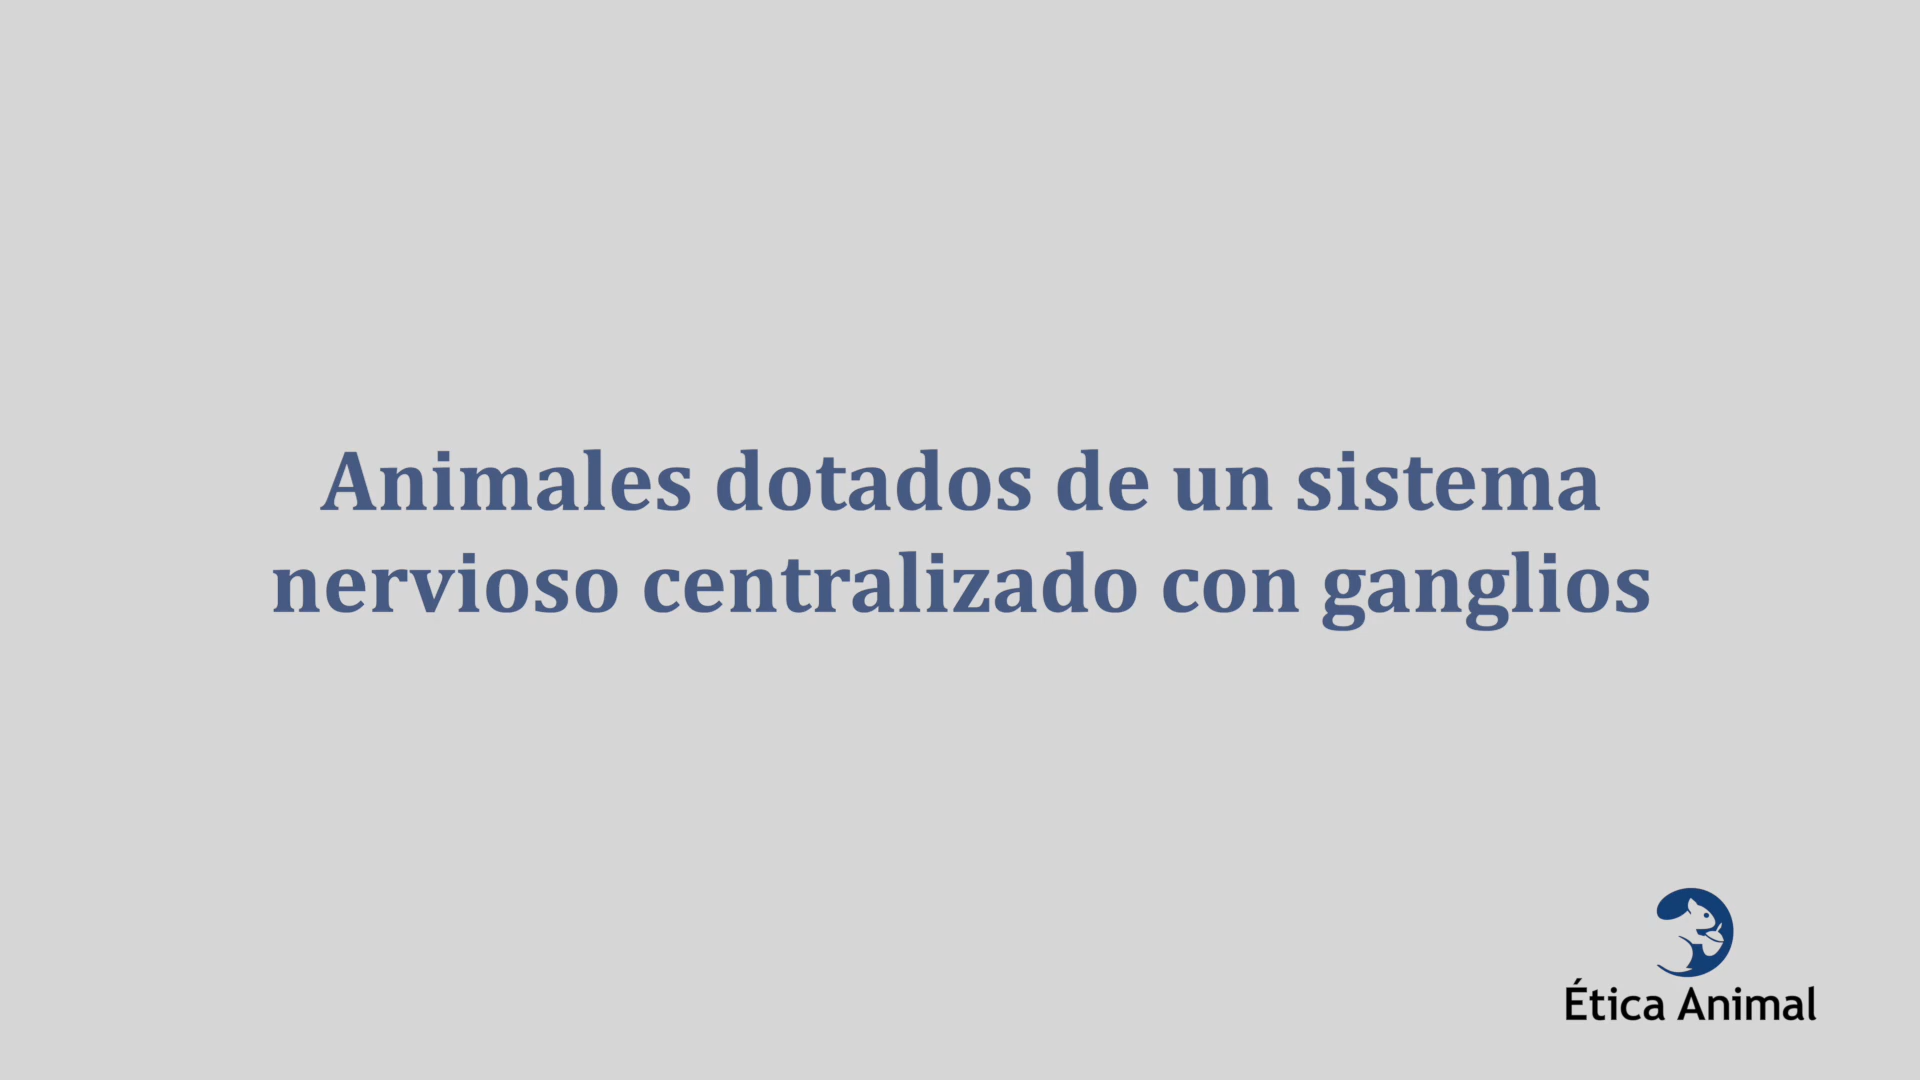 Animales dotados de un sistema
nervioso centralizado con ganglios
Ética Animal